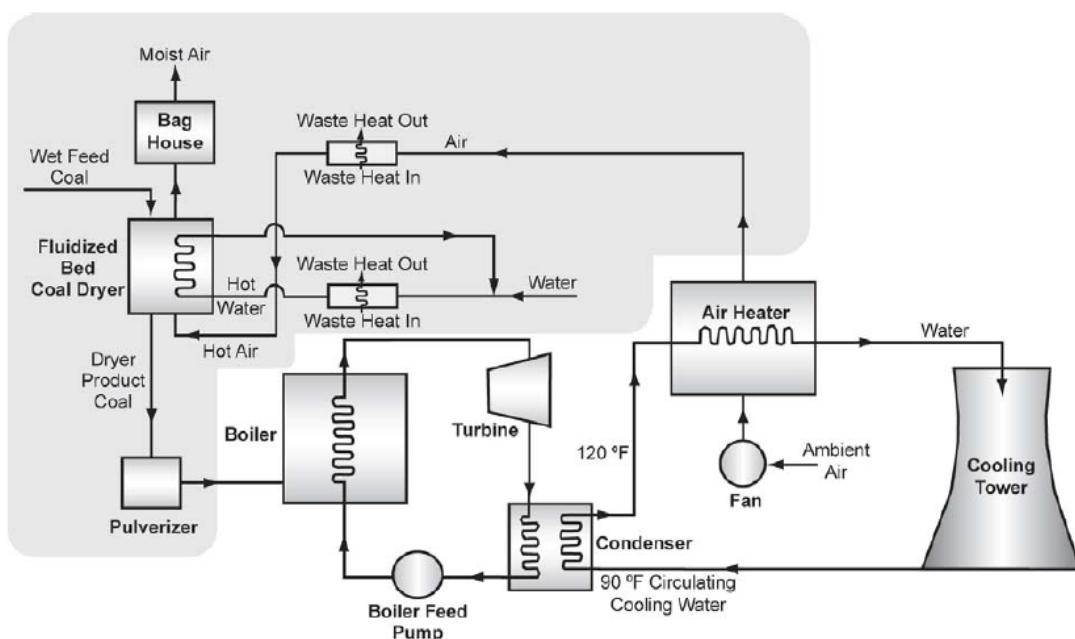 Moist Air
Bag
House
Waste Heat Out
Air
Wet Feed
Coal
Waste Heat In
Fluidized
Bed
Coal Dryer
Waste Heat Out
Hot
Water
Water
Waste Heat In
Hot Air
Air Heater
Water
Dryer
Product
Coal
Boiler
Turbine
120 ºF
Ambient
Air
Fan
Cooling
Tower
Pulverizer
Condenser
90 ºF Circulating
Cooling Water
Boiler Feed
Pump